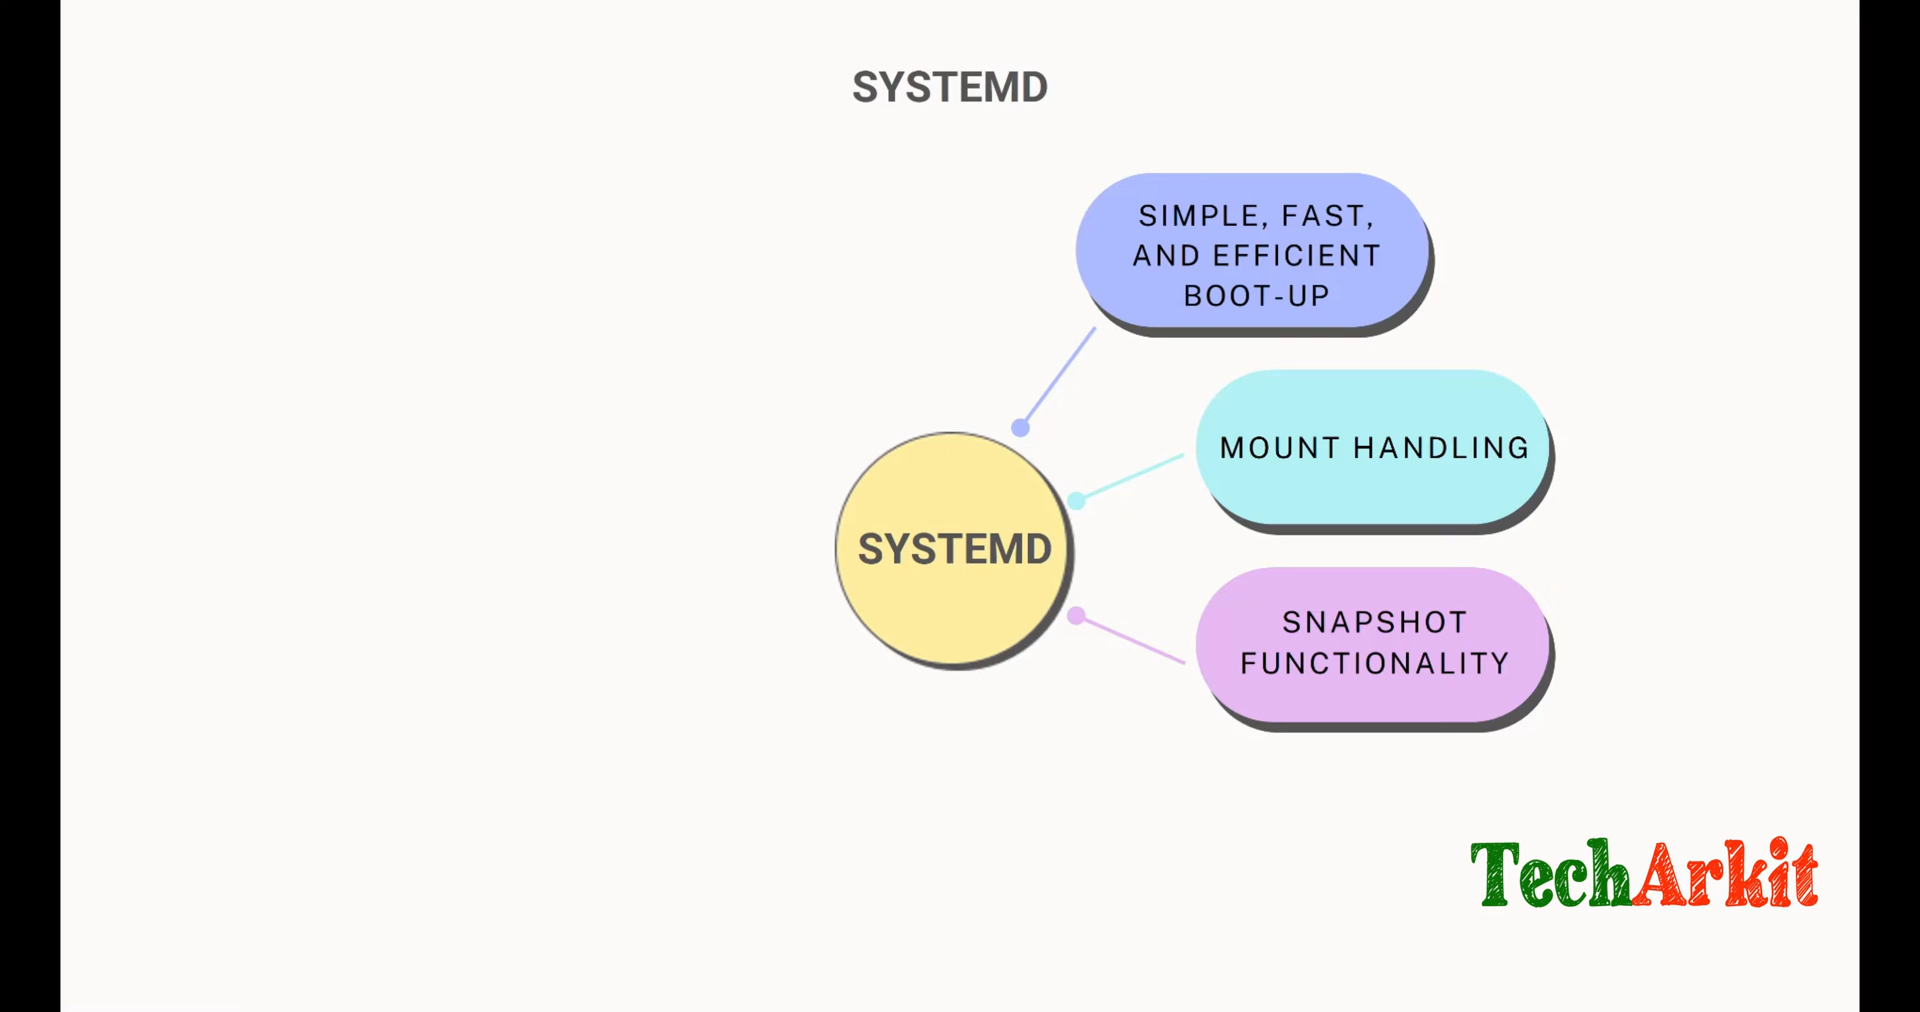 SYSTEMD
SIMPLE, FAST,
AND EFFICIENT
BOOT-UP
MOUNT HANDLING
SYSTEMD
SNAPSHOT
FUNCTIONALITY
TechArkit